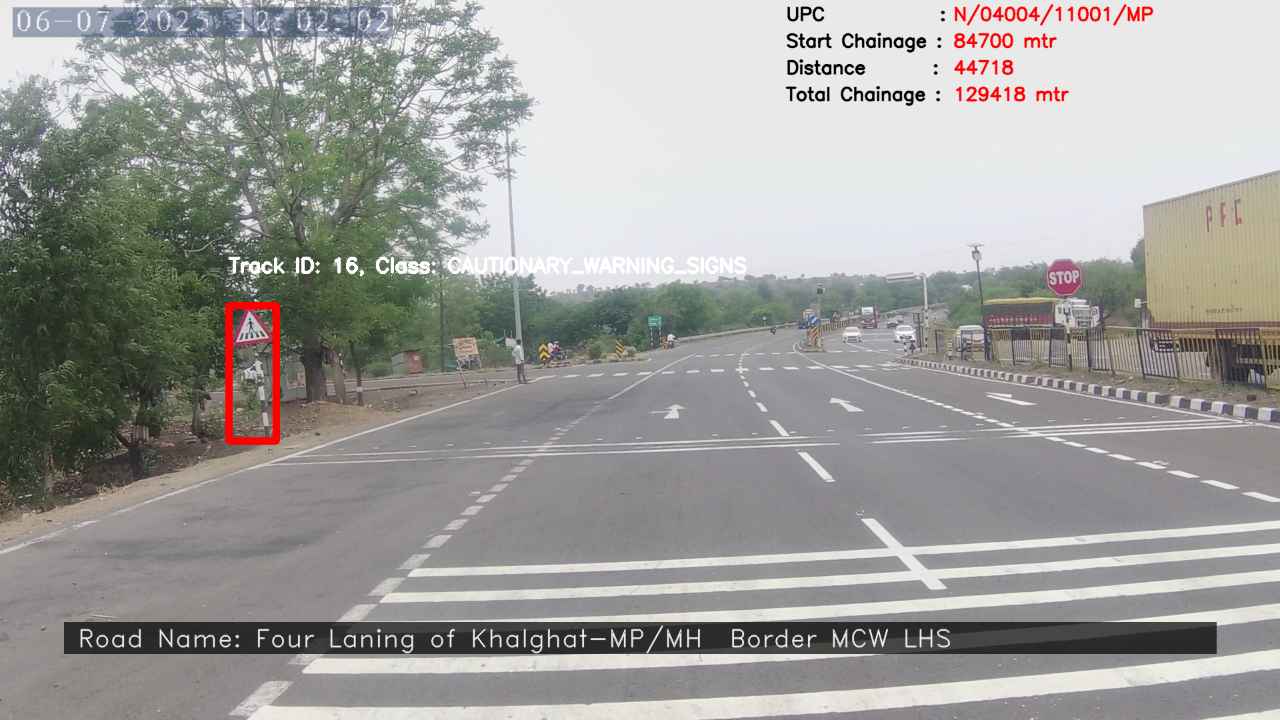 06-07-2025 12:02:02
UPC : N/04004/11001/MP
Start Chainage : 84700 mtr
Distance : 44718
Total Chainage : 129418 mtr
PFC
Track ID: 16, Class: CAUTIONARY_WARNING_SIGNS
STOP
Road Name: Four Laning of Khalghat-MP/MH Border MCW LHS